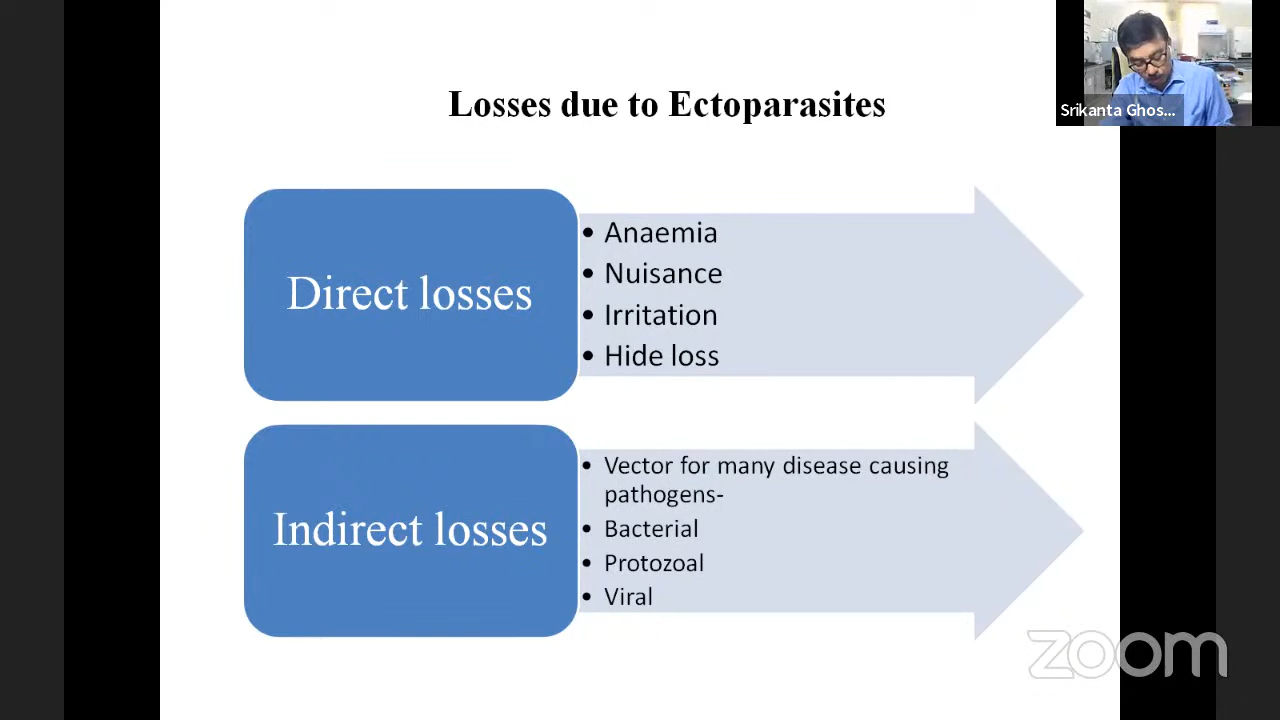 Losses due to Ectoparasites
Srikanta Ghos...
Direct losses
• Anaemia
• Nuisance
• Irritation
• Hide loss
Indirect losses
• Vector for many disease causing
pathogens-
• Bacterial
• Protozoal
• Viral
zoom